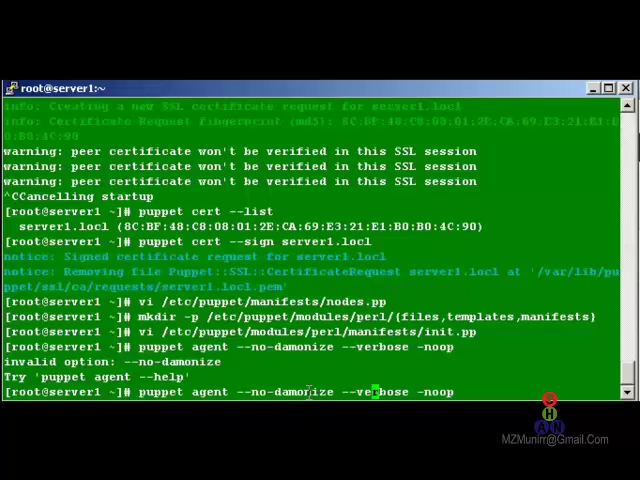 root@server1:~
info: Creating a new SSL certificate request for server1.locl
info: Certificate Request fingerprint (md5): 8C:BF:48:C8:08:01:2E:CA:69:E3:21:E1:B0:B0:4C:90
warning: peer certificate won't be verified in this SSL session
warning: peer certificate won't be verified in this SSL session
warning: peer certificate won't be verified in this SSL session
^CCancelling startup
[root@server1 ~]# puppet cert --list
server1.locl (8C:BF:48:C8:08:01:2E:CA:69:E3:21:E1:B0:B0:4C:90)
[root@server1 ~]# puppet cert --sign server1.locl
notice: Signed certificate request for server1.locl
notice: Removing file Puppet::SSL::CertificateRequest server1.locl at '/var/lib/pu
ppet/ssl/ca/requests/server1.locl.pem'
[root@server1 ~]# vi /etc/puppet/manifests/nodes.pp
[root@server1 ~]# mkdir -p /etc/puppet/modules/perl/{files,templates,manifests}
[root@server1 ~]# vi /etc/puppet/modules/perl/manifests/init.pp
[root@server1 ~]# puppet agent --no-damonize --verbose -noop
invalid option: --no-damonize
Try 'puppet agent --help'
[root@server1 ~]# puppet agent --no-damonize --verbose -noop
KHAN
MZMunirr@Gmail.Com